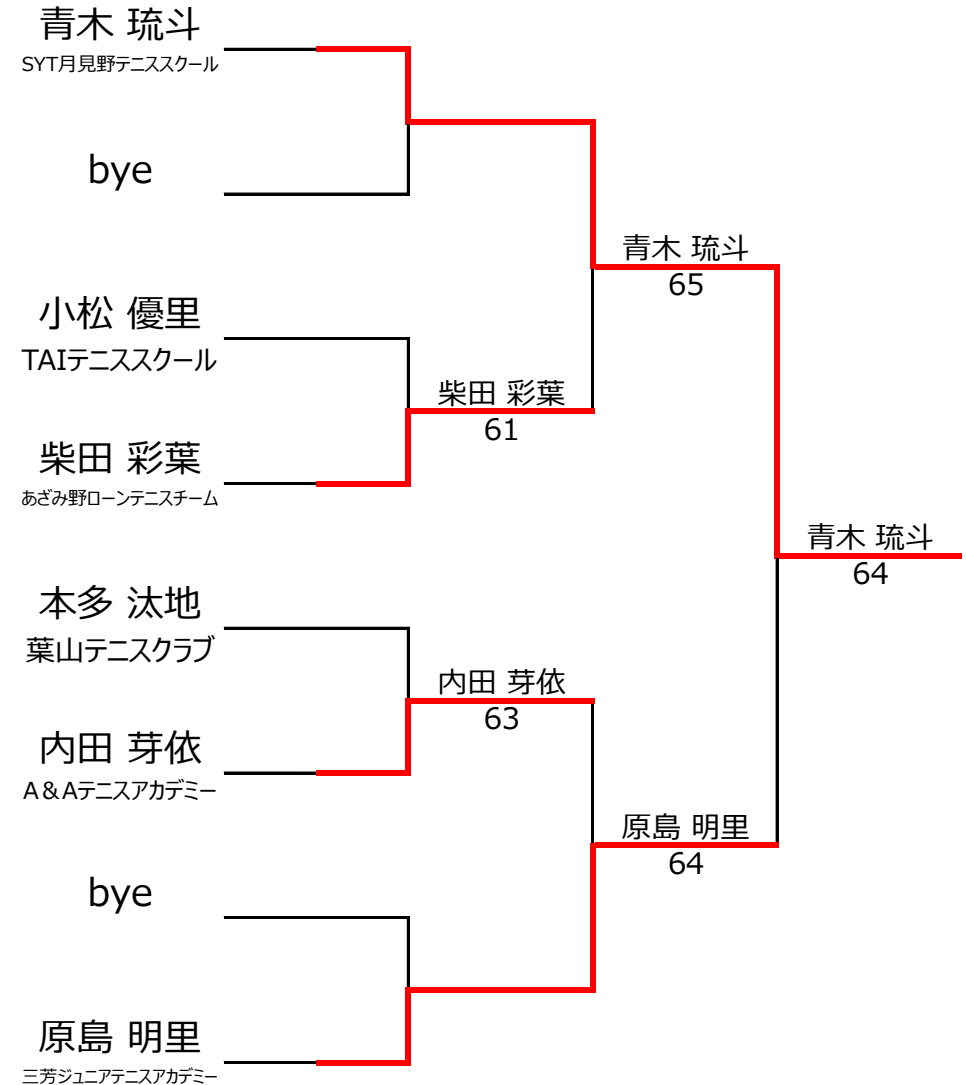 青木 琉斗
SYT月見野テニススクール
bye
小松 優里
TAIテニススクール
柴田 彩葉
あざみ野ローンテニスチーム
本多 汰地
葉山テニスクラブ
内田 芽依
A&Aテニスアカデミー
bye
原島 明里
三芳ジュニアテニスアカデミー
柴田 彩葉
61
内田 芽依
63
青木 琉斗
65
原島 明里
64
青木 琉斗
64